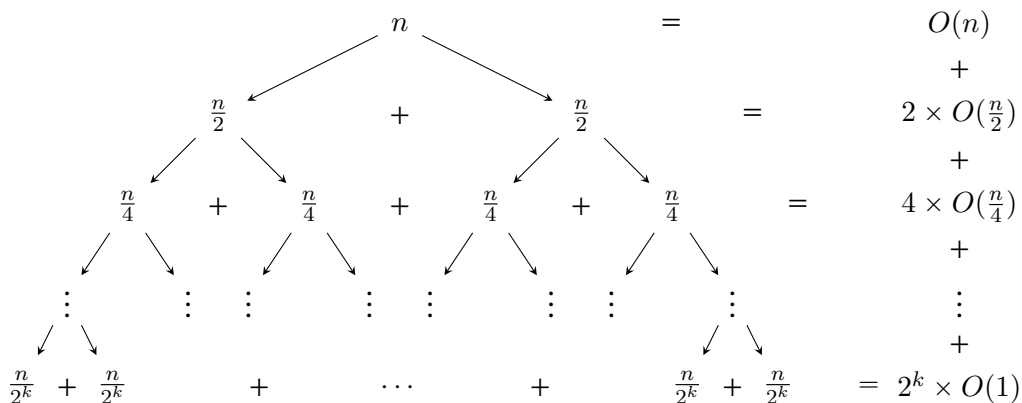 n = O(n)
+
n/2 + n/2 = 2 × O(n/2)
+
n/4 + n/4 + n/4 + n/4 = 4 × O(n/4)
+
⋮ ⋮ ⋮ ⋮ ⋮ ⋮ ⋮ ⋮ ⋮
+
n/2^k + n/2^k + ⋯ + n/2^k + n/2^k = 2^k × O(1)